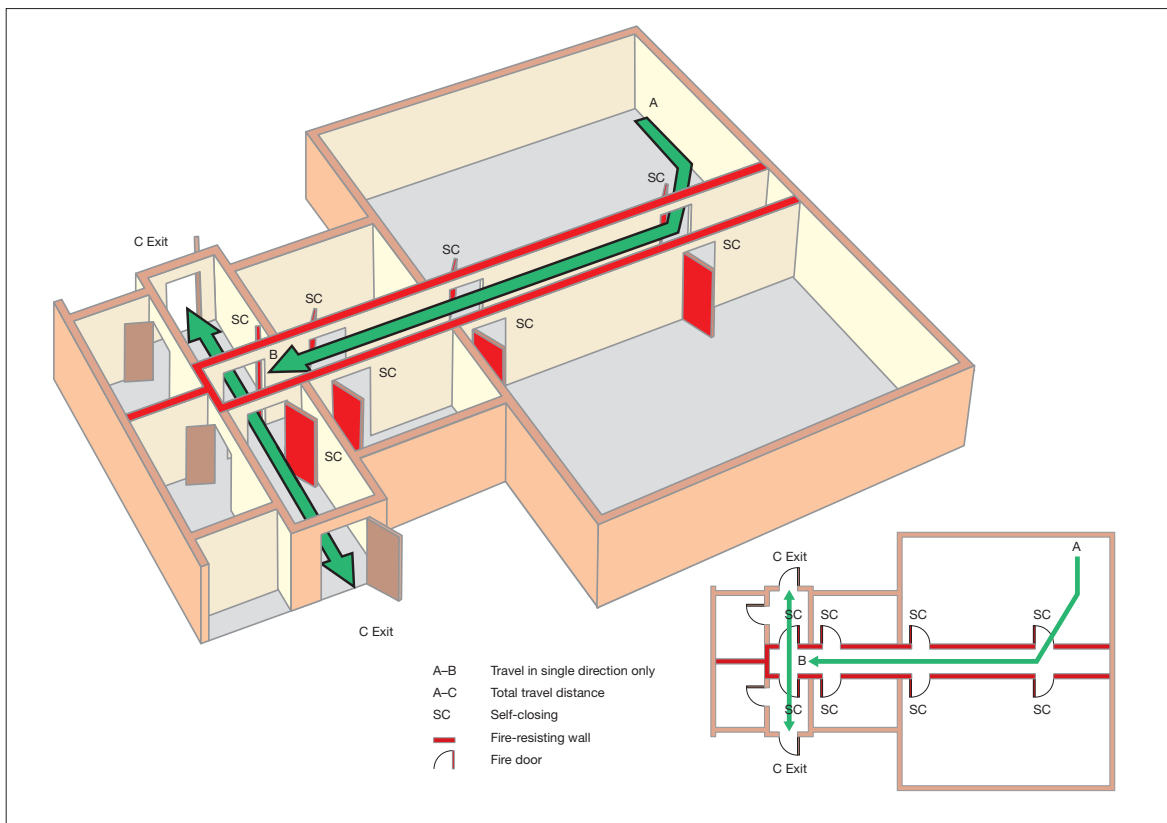 A
SC
C Exit
SC
SC
SC
SC
SC
B
SC
SC
C Exit
A–B Travel in single direction only
A–C Total travel distance
SC Self-closing
Fire-resisting wall
Fire door
A
C Exit
SC SC SC SC
B
SC SC SC SC
C Exit